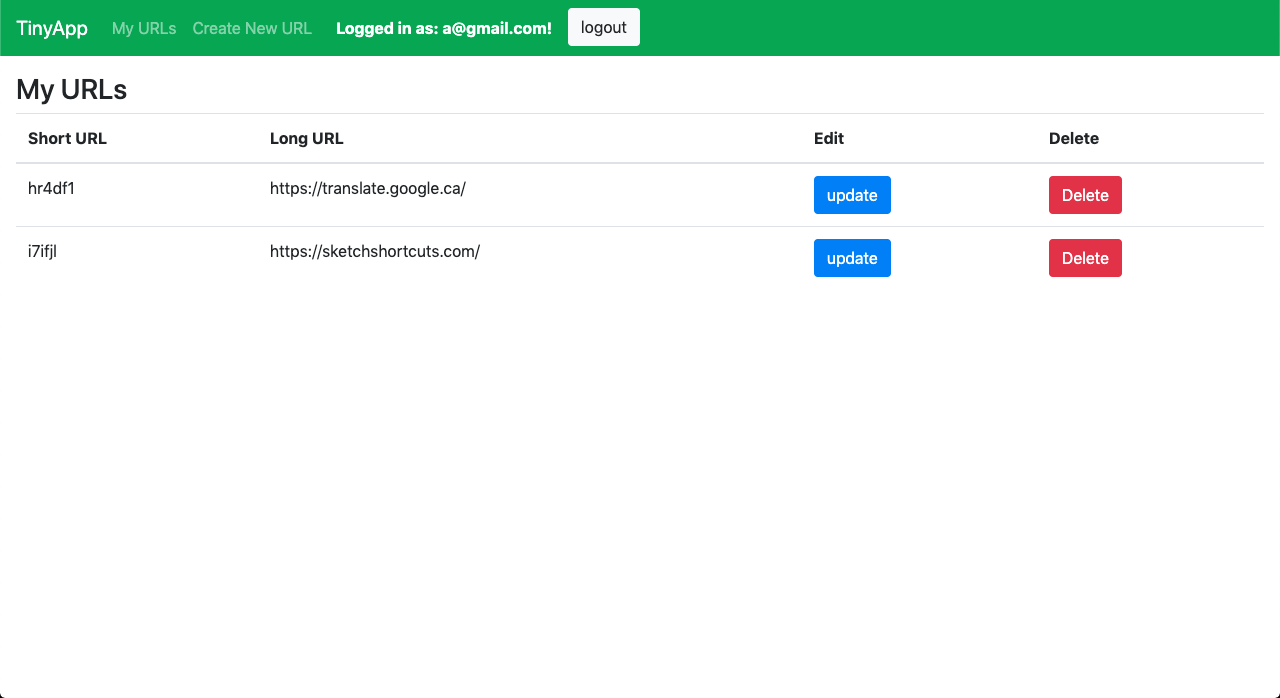 TinyApp My URLs Create New URL Logged in as: a@gmail.com! logout
My URLs
Short URL Long URL Edit Delete
hr4df1 https://translate.google.ca/ update Delete
i7ifjl https://sketchshortcuts.com/ update Delete